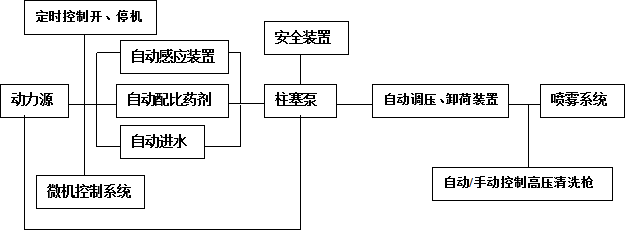 定时控制开、停机
安全装置
自动感应装置
动力源
自动配比药剂
柱塞泵
自动调压、卸荷装置
喷雾系统
自动进水
微机控制系统
自动/手动控制高压清洗枪